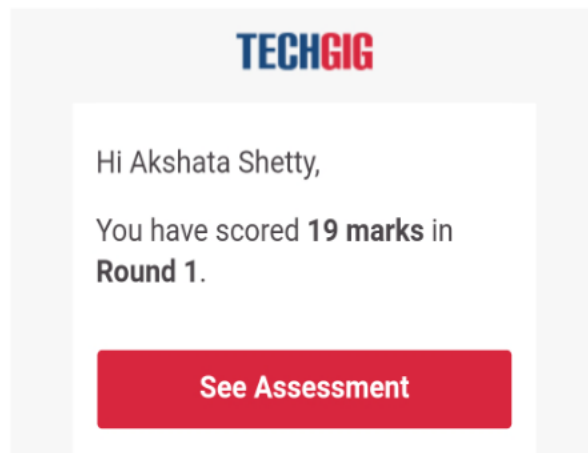 TECHGIG
Hi Akshata Shetty,
You have scored 19 marks in
Round 1.
See Assessment